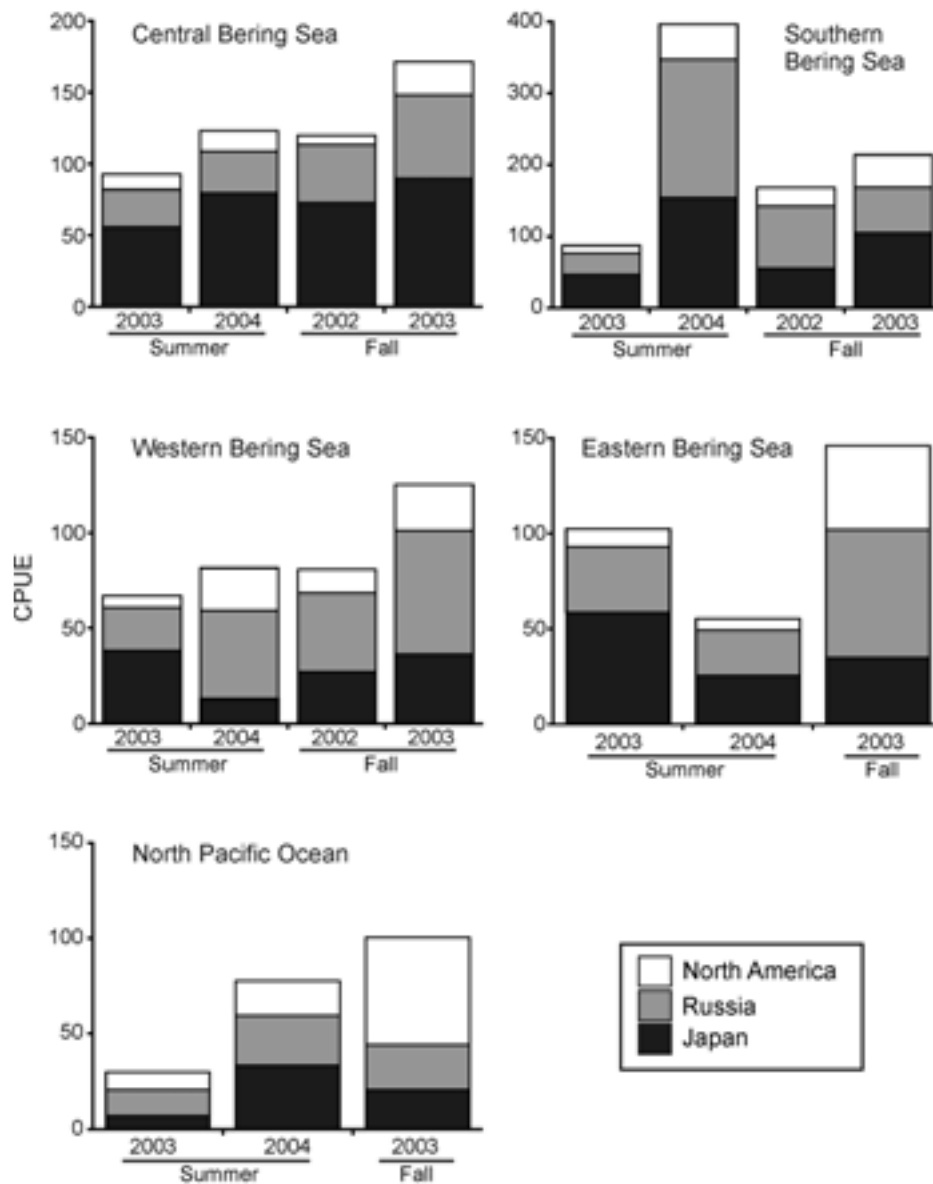 Central Bering Sea
200
150
100
50
0
2003 2004 2002 2003
Summer Fall
Southern
Bering Sea
400
300
200
100
0
2003 2004 2002 2003
Summer Fall
CPUE
Western Bering Sea
150
100
50
0
2003 2004 2002 2003
Summer Fall
Eastern Bering Sea
150
100
50
0
2003 2004 2003
Summer Fall
North Pacific Ocean
150
100
50
0
2003 2004 2003
Summer Fall
North America
Russia
Japan